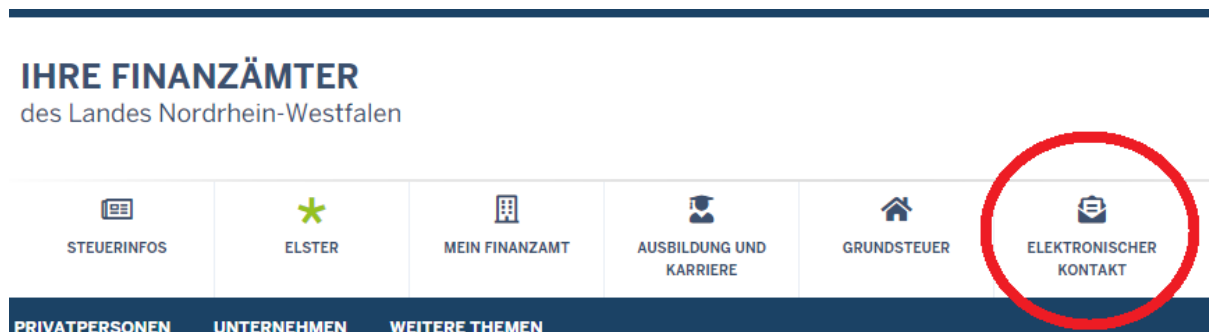 IHRE FINANZÄMTER
des Landes Nordrhein-Westfalen
STEUERINFOS
ELSTER
MEIN FINANZAMT
AUSBILDUNG UND
KARRIERE
GRUNDSTEUER
ELEKTRONISCHER
KONTAKT
PRIVATPERSONEN UNTERNEHMEN WEITERE THEMEN